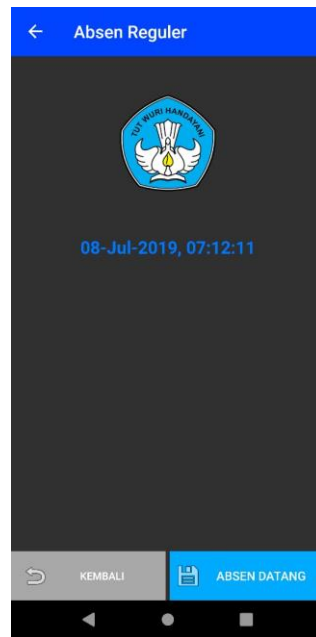 Absen Reguler
TUT WURI HANDAYANI
08-Jul-2019, 07:12:11
KEMBALI
ABSEN DATANG